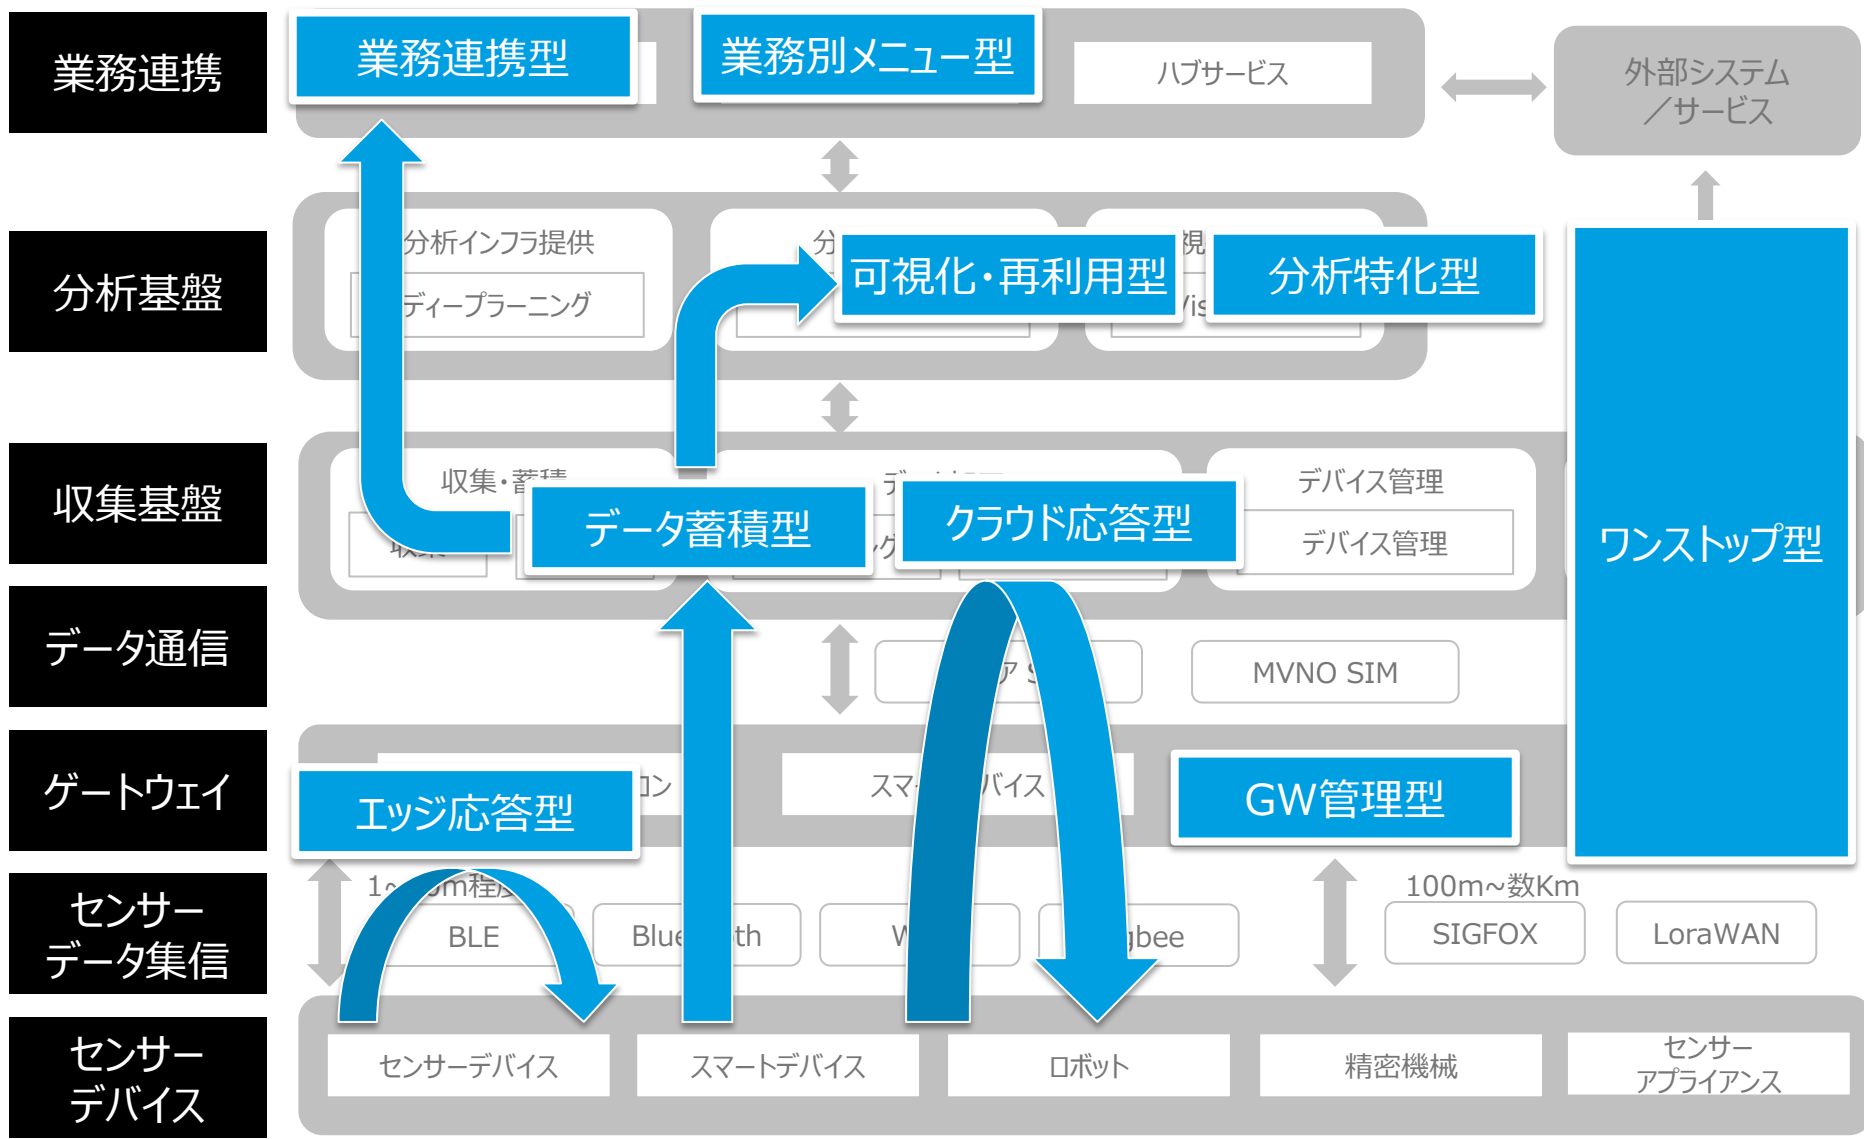 業務連携
業務連携型
業務別メニュー型
ハブサービス
外部システム
／サービス
分析基盤
分析インフラ提供
ディープラーニング
可視化・再利用型
分析特化型
収集基盤
収集・蓄積
データ蓄積型
クラウド応答型
デバイス管理
デバイス管理
ワンストップ型
データ通信
MVNO SIM
ゲートウェイ
エッジ応答型
GW管理型
センサー
データ集信
100m~数Km
BLE
SIGFOX
LoraWAN
センサー
デバイス
センサーデバイス
スマートデバイス
ロボット
精密機械
センサー
アプライアンス